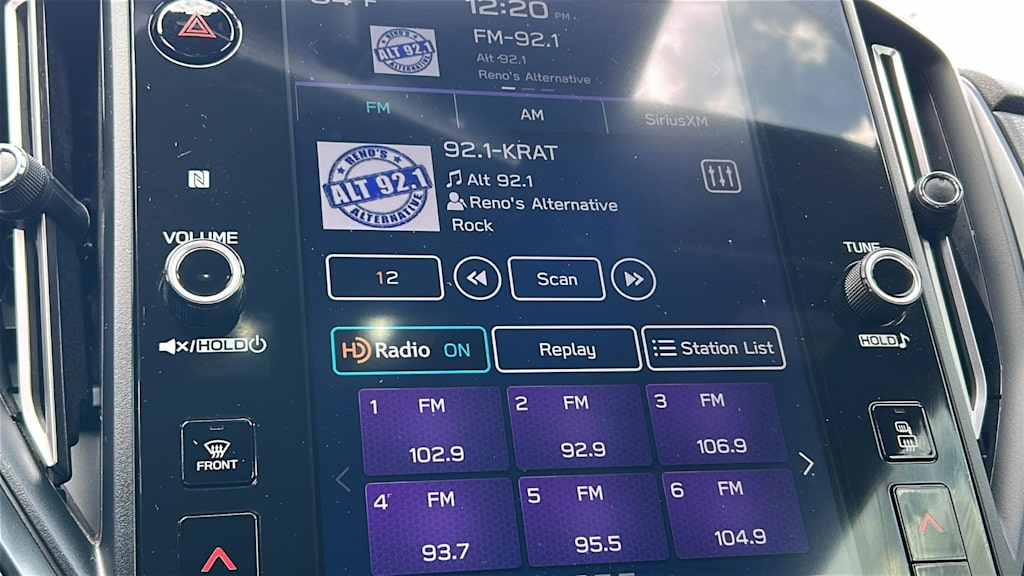 12:20 PM
FM-92.1
Alt 92.1
Reno's Alternative
RENO'S
ALT 92.1
ALTERNATIVE
FM AM SiriusXM
92.1-KRAT
Alt 92.1
Reno's Alternative
Rock
RENO'S
ALT 92.1
ALTERNATIVE
N
VOLUME
TUNE
12 Scan
HOLD
HOLD
HD Radio ON Replay Station List
1 FM 2 FM 3 FM
102.9 92.9 106.9
FRONT
4 FM 5 FM 6 FM
93.7 95.5 104.9